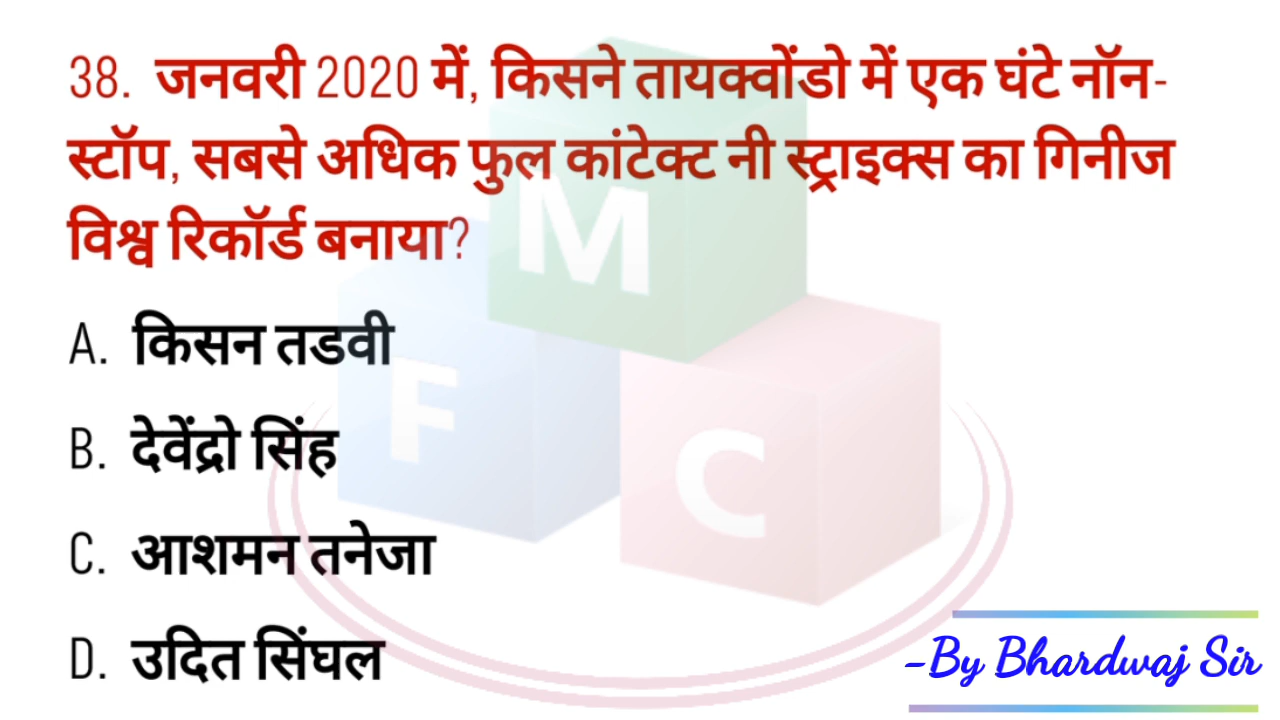 38. जनवरी 2020 में, किसने तायक्वोंडो में एक घंटे नॉन-
स्टॉप, सबसे अधिक फुल कांटेक्ट नी स्ट्राइक्स का गिनीज
विश्व रिकॉर्ड बनाया?
A. किसन तडवी
B. देवेंद्रो सिंह
C. आशमन तनेजा
D. उदित सिंघल
M
F
C
-By Bhardwaj Sir